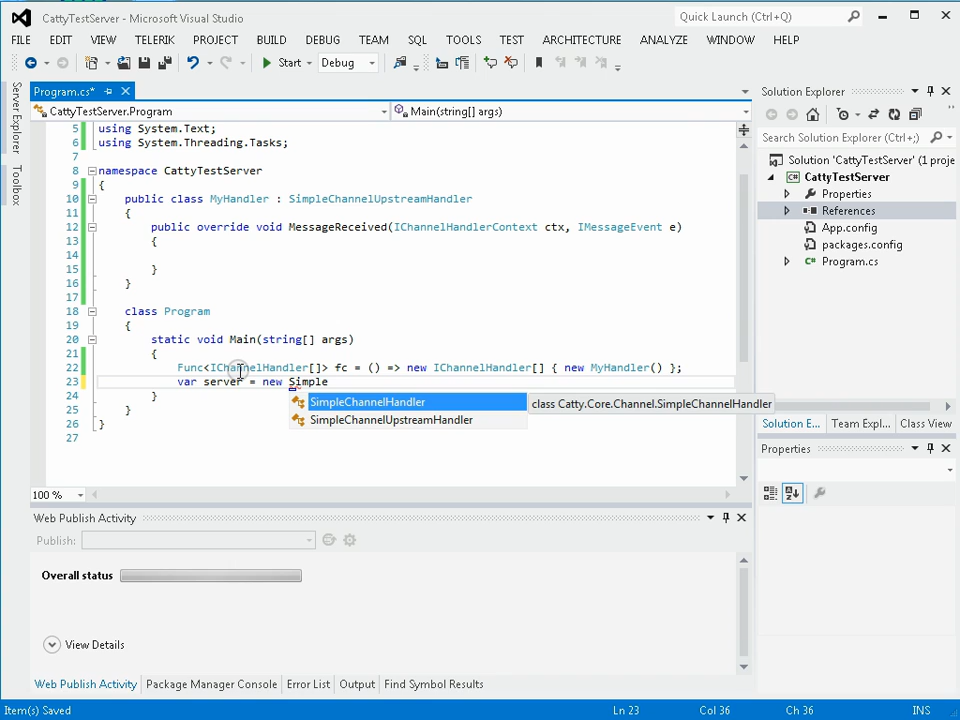 CattyTestServer - Microsoft Visual Studio
Quick Launch (Ctrl+Q)
FILE EDIT VIEW TELERIK PROJECT BUILD DEBUG TEAM SQL TOOLS TEST ARCHITECTURE ANALYZE WINDOW HELP
Start Debug
Server Explorer
Toolbox
Program.cs*
CattyTestServer.Program
Main(string[] args)
5 using System.Text;
6 using System.Threading.Tasks;
7
8 namespace CattyTestServer
9 {
10 public class MyHandler : SimpleChannelUpstreamHandler
11 {
12 public override void MessageReceived(IChannelHandlerContext ctx, IMessageEvent e)
13 {
14
15 }
16 }
17
18 class Program
19 {
20 static void Main(string[] args)
21 {
22 Func<IChannelHandler[]> fc = () => new IChannelHandler[] { new MyHandler() };
23 var server = new Simple
24 }
25 }
26 }
27
SimpleChannelHandler
SimpleChannelUpstreamHandler
class Catty.Core.Channel.SimpleChannelHandler
100 %
Solution Explorer
Search Solution Explorer (Ctrl+;)
Solution 'CattyTestServer' (1 proje
CattyTestServer
Properties
References
App.config
packages.config
Program.cs
Solution E... Team Expl... Class View
Properties
Web Publish Activity
Publish:
Overall status
View Details
Web Publish Activity Package Manager Console Error List Output Find Symbol Results
Item(s) Saved Ln 23 Col 36 Ch 36 INS